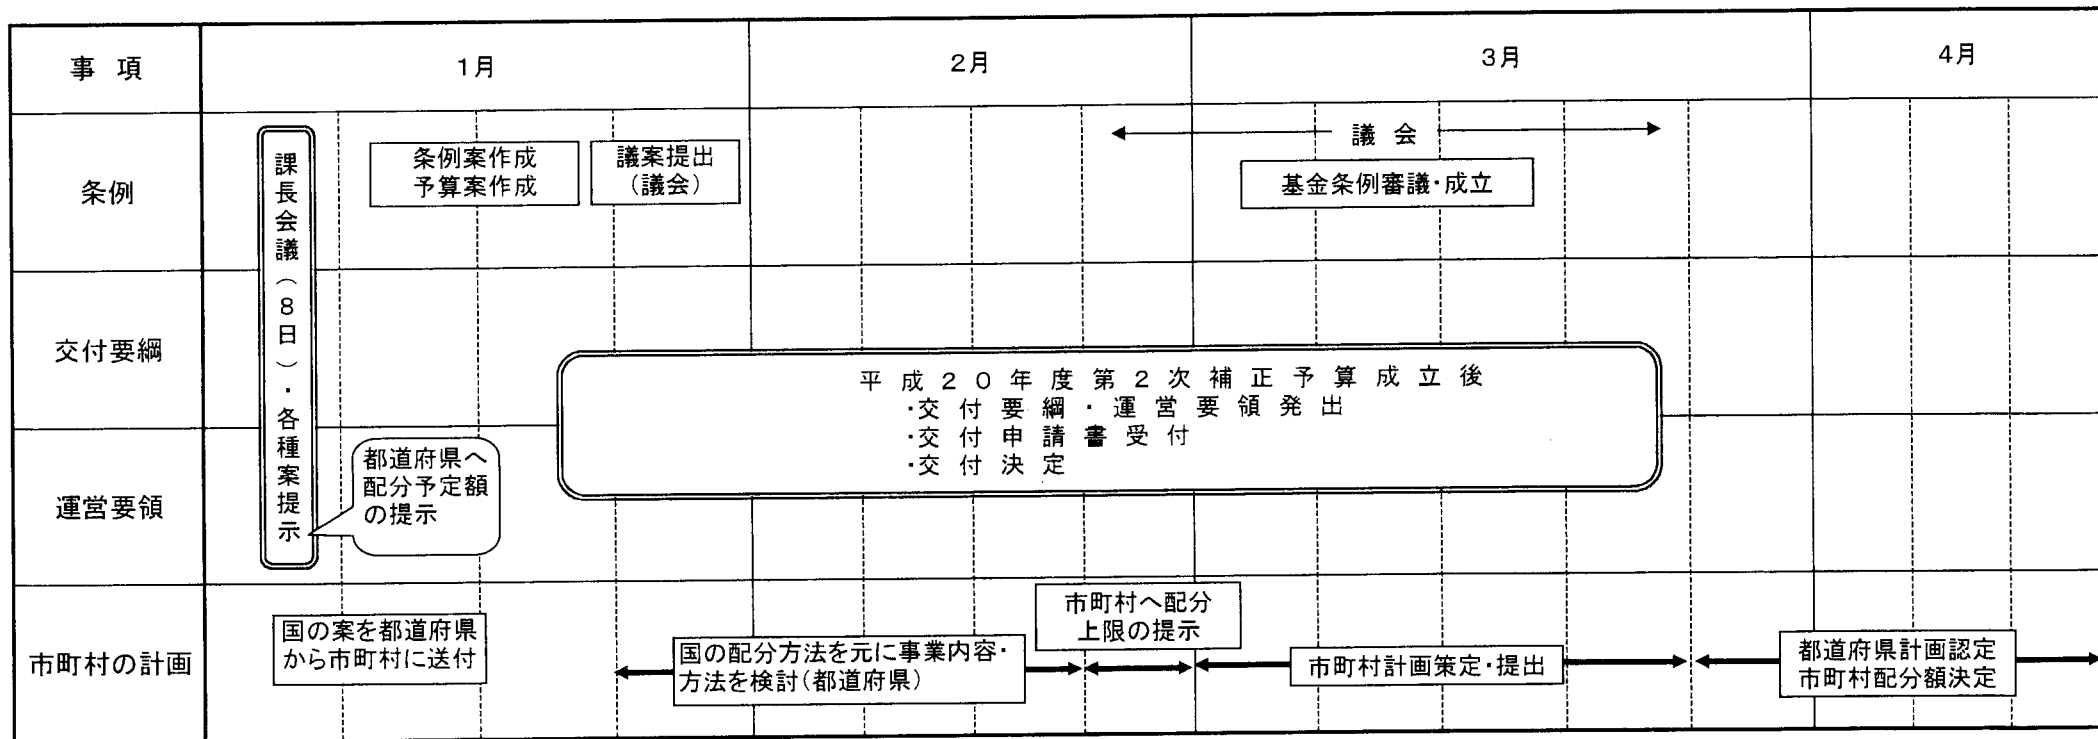 事項
1月
2月
3月
4月
条例
課長会議（8日）・各種案提示
条例案作成
予算案作成
議案提出
（議会）
議会
基金条例審議・成立
交付要綱
平成20年度第2次補正予算成立後
・交付要綱・運営要領発出
・交付申請書受付
・交付決定
運営要領
都道府県へ
配分予定額
の提示
市町村の計画
国の案を都道府県
から市町村に送付
国の配分方法を元に事業内容・
方法を検討（都道府県）
市町村へ配分
上限の提示
市町村計画策定・提出
都道府県計画認定
市町村配分額決定